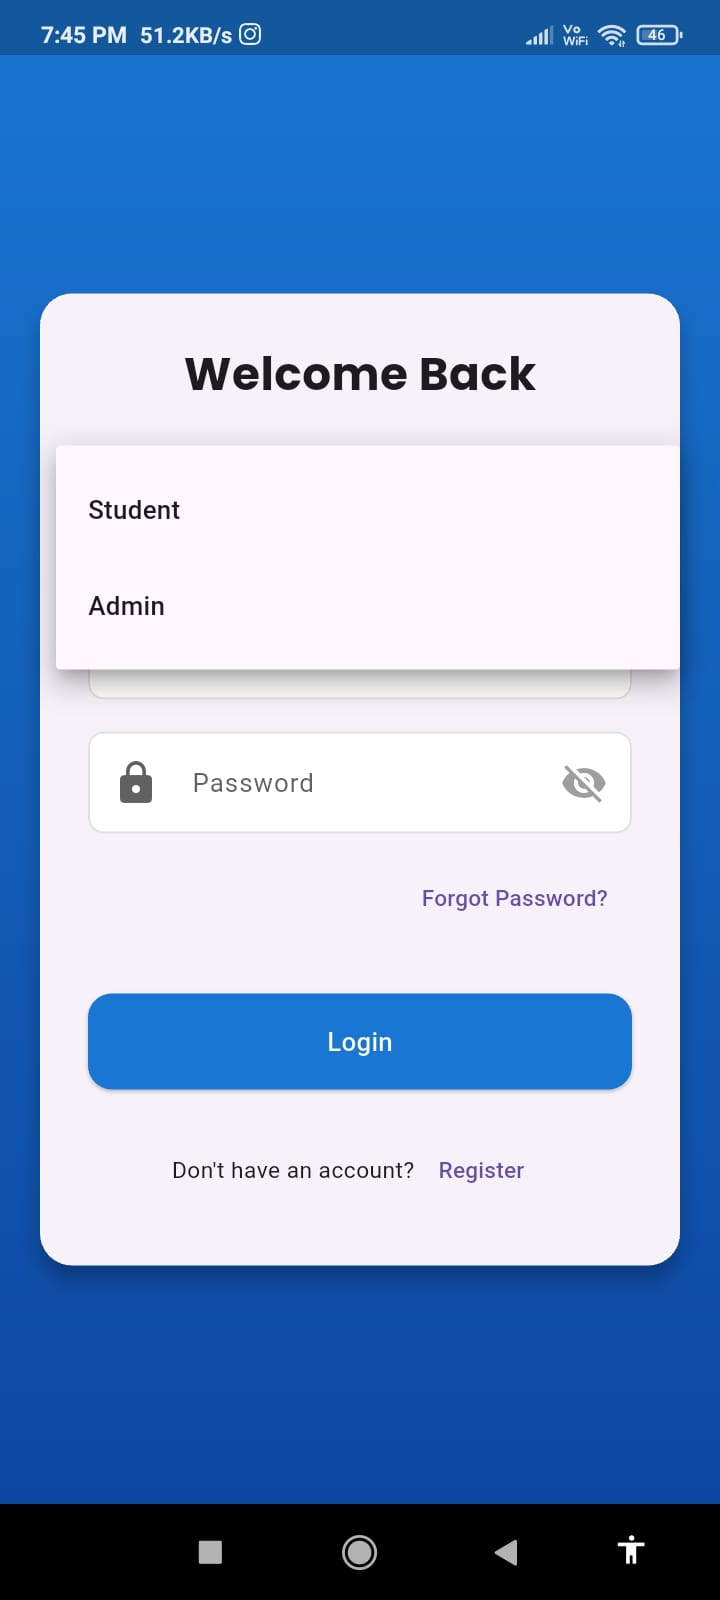 7:45 PM 51.2KB/s Vo WiFi 46
Welcome Back
Student
Admin
Password
Forgot Password?
Login
Don't have an account? Register